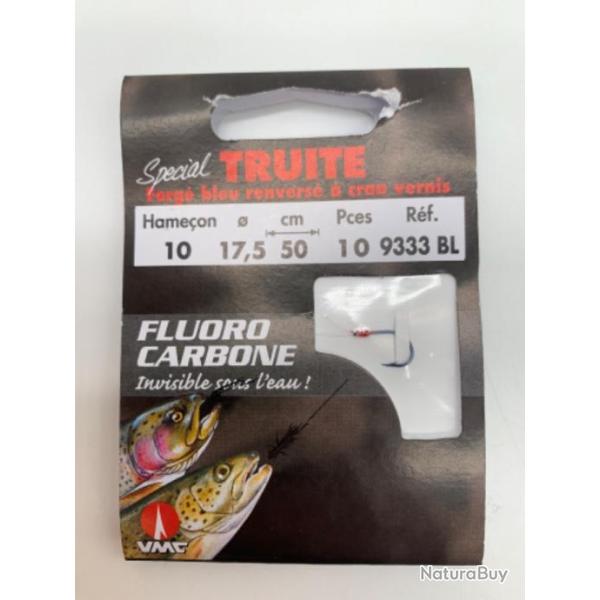 Special TRUITE
Forgé bleu renversé à cran vernis
Hameçon ø cm Pces Réf.
10 17,5 50 10 9333 BL
FLUORO
CARBONE
Invisible sous l'eau !
VMC
NaturaBuy